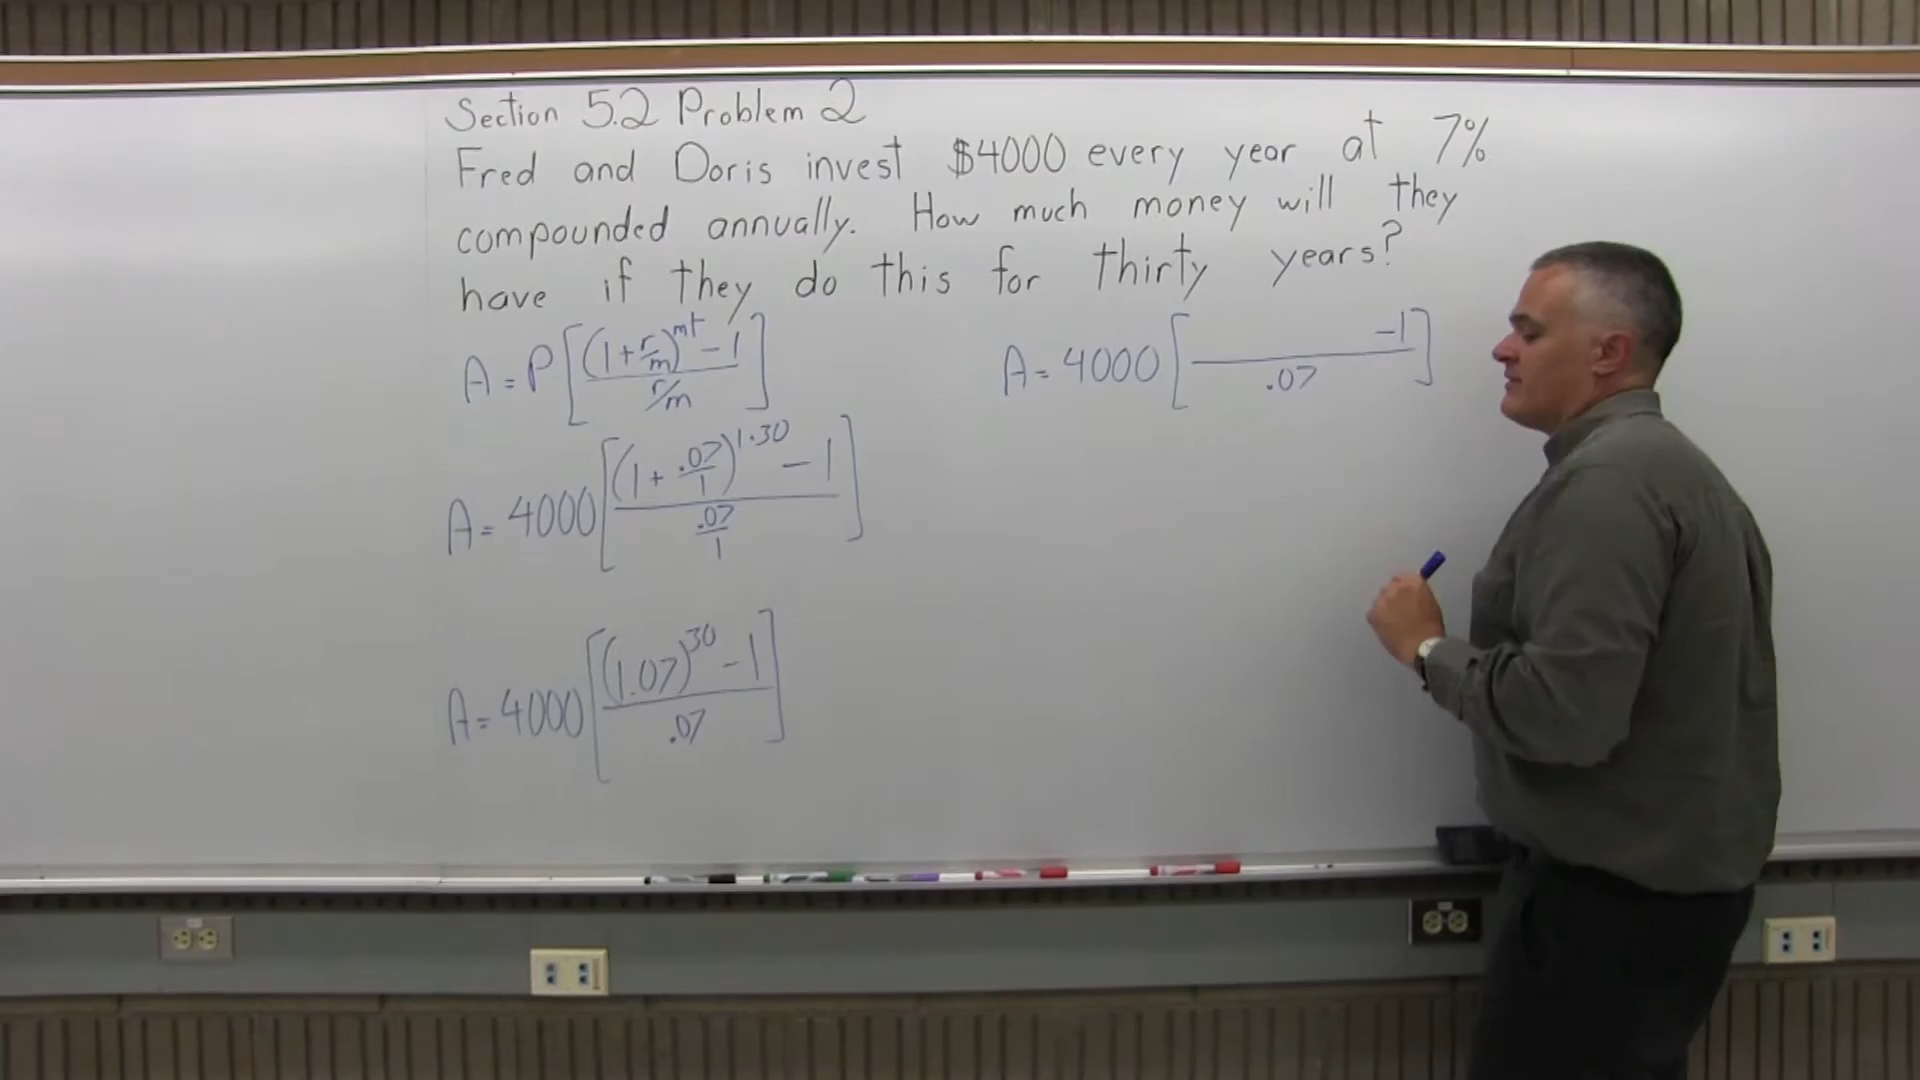 Section 5.2 Problem 2
Fred and Doris invest $4000 every year at 7%
compounded annually. How much money will they
have if they do this for thirty years?
A = P [((1 + r/m)^mt - 1) / (r/m)]
A = 4000 [((1 + .07/1)^1·30 - 1) / (.07/1)]
A = 4000 [((1.07)^30 - 1) / .07]
A = 4000 [ -1 / .07 ]